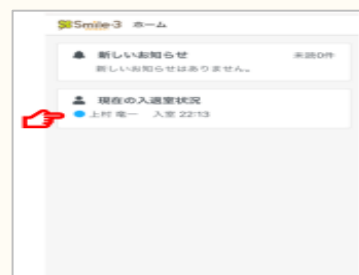 Smile-3 ホーム
新しいお知らせ 未読0件
新しいお知らせはありません。
現在の入退室状況
上村 竜一 入室 22:13